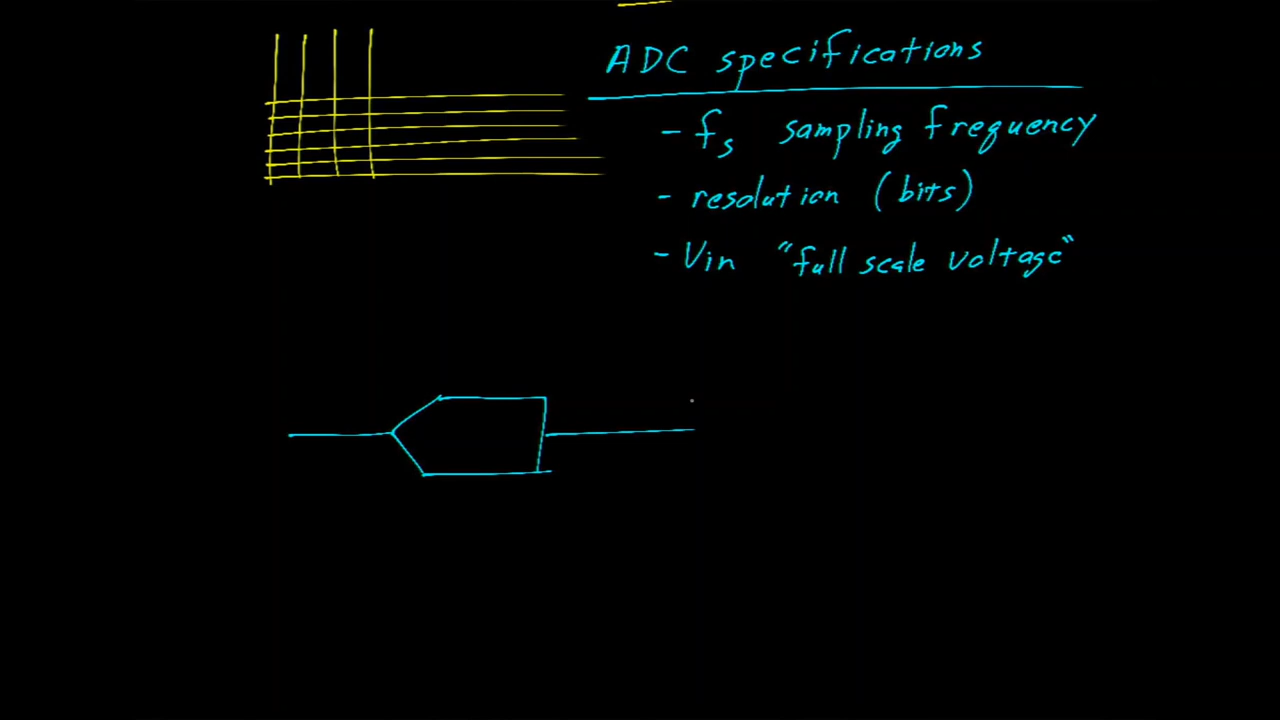 ADC specifications
- fs sampling frequency
- resolution (bits)
- Vin "full scale voltage"